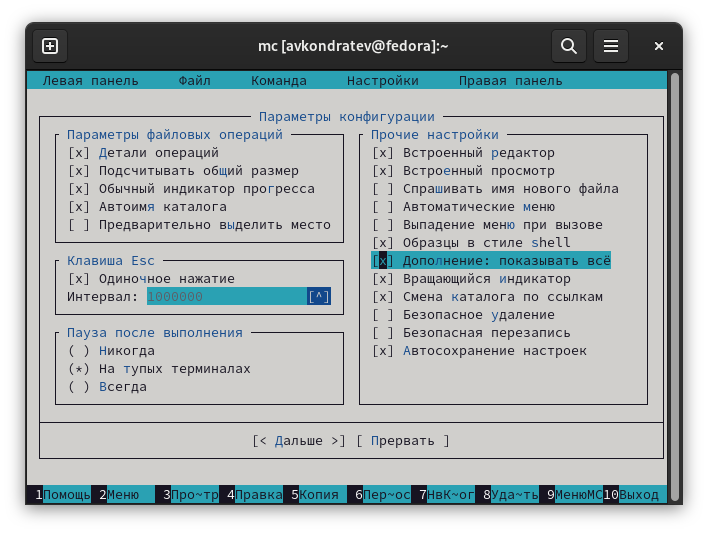 mc [avkondratev@fedora]:~
Левая панель Файл Команда Настройки Правая панель
Параметры конфигурации
Параметры файловых операций
[x] Детали операций
[x] Подсчитывать общий размер
[x] Обычный индикатор прогресса
[x] Автоимя каталога
[ ] Предварительно выделить место
Клавиша Esc
[x] Одиночное нажатие
Интервал: 1000000 [^]
Пауза после выполнения
( ) Никогда
(*) На тупых терминалах
( ) Всегда
Прочие настройки
[x] Встроенный редактор
[x] Встроенный просмотр
[ ] Спрашивать имя нового файла
[ ] Автоматические меню
[ ] Выпадение меню при вызове
[x] Образцы в стиле shell
[x] Дополнение: показывать всё
[x] Вращающийся индикатор
[x] Смена каталога по ссылкам
[ ] Безопасное удаление
[ ] Безопасная перезапись
[x] Автосохранение настроек
[< Дальше >] [ Прервать ]
1Помощь 2Меню 3Про~тр 4Правка 5Копия 6Пер~ос 7НвК~ог 8Уда~ть 9МенюMC 10Выход